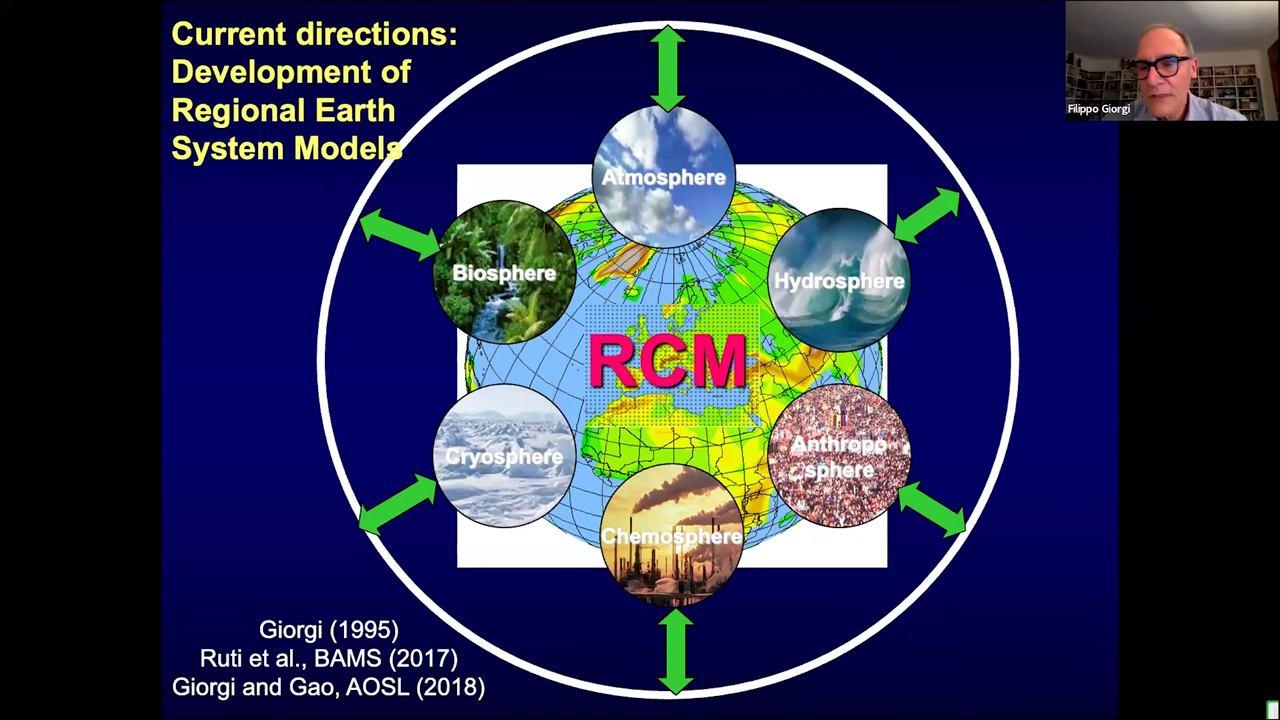 Current directions:
Development of
Regional Earth
System Models
Filippo Giorgi
Atmosphere
Biosphere
Hydrosphere
RCM
Cryosphere
Anthropo
sphere
Chemosphere
Giorgi (1995)
Ruti et al., BAMS (2017)
Giorgi and Gao, AOSL (2018)